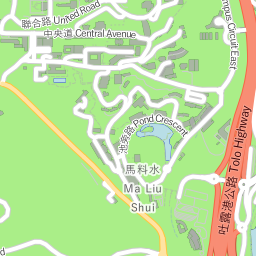 聯合路 United Road
中央道 Central Avenue
Campus Circuit East
池旁路 Pond Crescent
馬料水
Ma Liu
Shui
吐露港公路 Tolo Highway